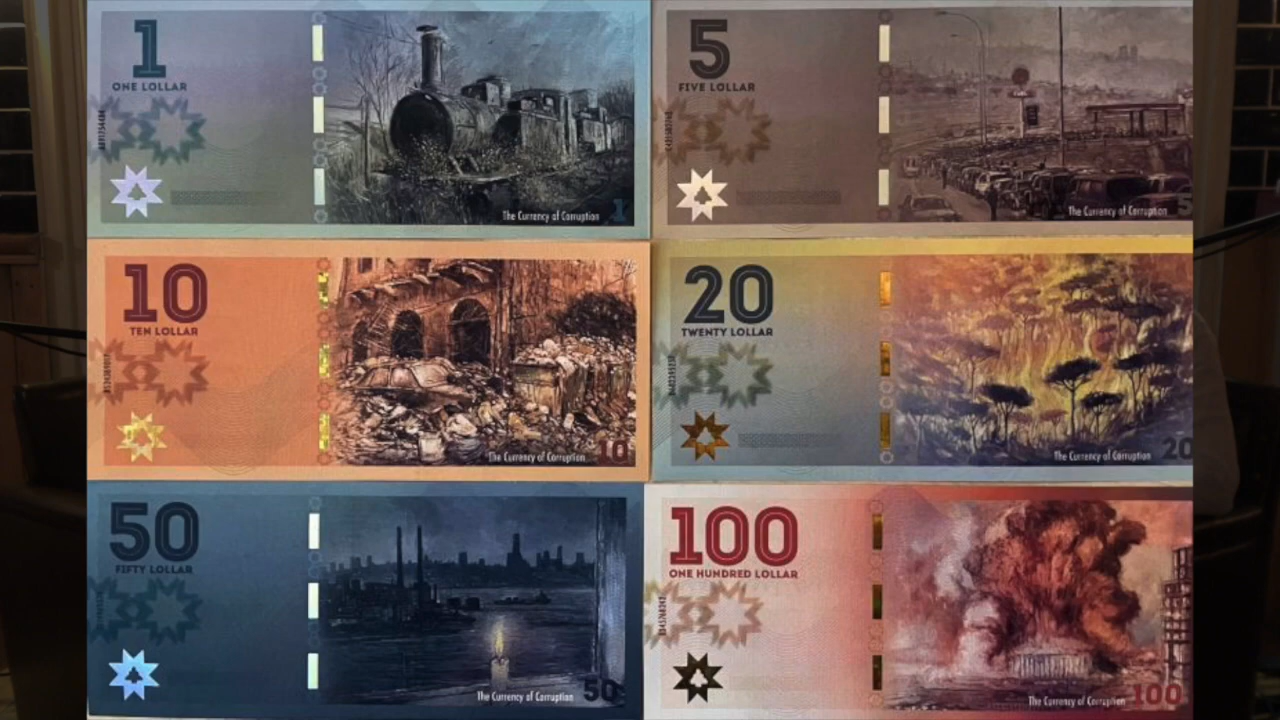 1
ONE LOLLAR
The Currency of Corruption 1
5
FIVE LOLLAR
The Currency of Corruption 5
10
TEN LOLLAR
The Currency of Corruption 10
20
TWENTY LOLLAR
The Currency of Corruption 20
50
FIFTY LOLLAR
The Currency of Corruption 50
100
ONE HUNDRED LOLLAR
The Currency of Corruption 100